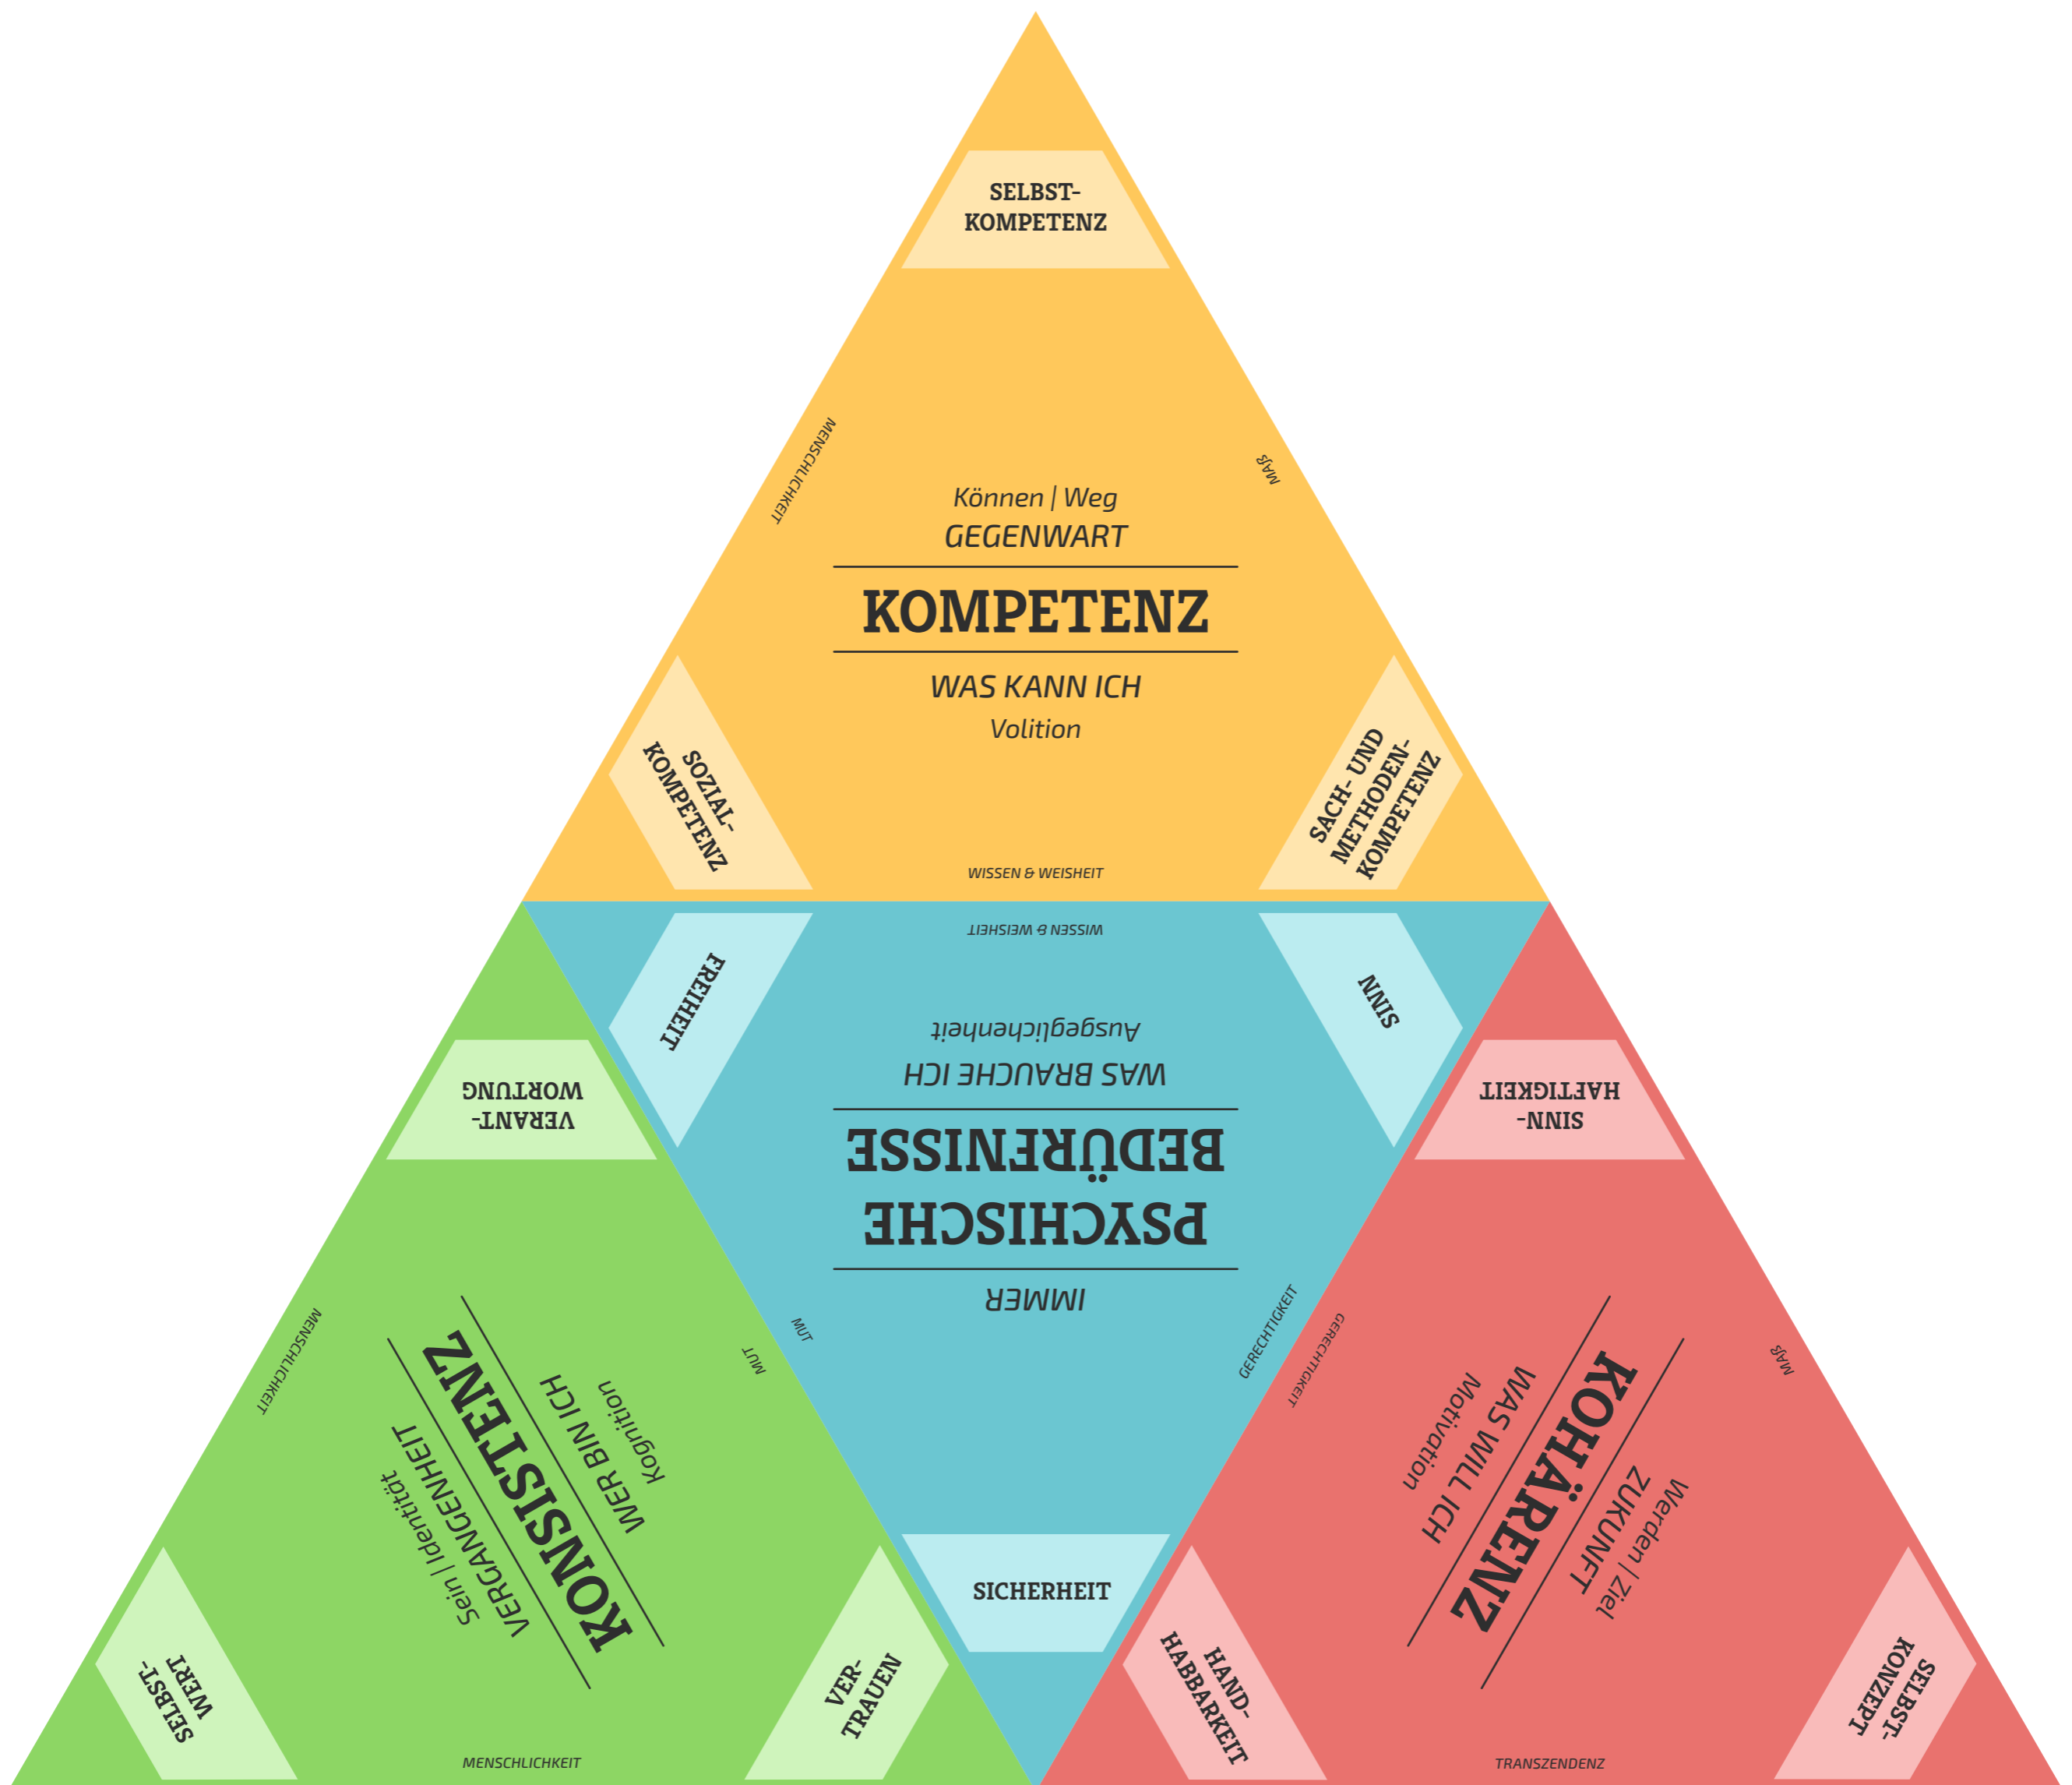 SELBST-
KOMPETENZ
MENSCHLICHKEIT
MAß
Können | Weg
GEGENWART
KOMPETENZ
WAS KANN ICH
Volition
SOZIAL-
KOMPETENZ
SACH- UND
METHODEN-
KOMPETENZ
WISSEN & WEISHEIT
WISSEN & WEISHEIT
FREIHEIT
SINN
IMMER
PSYCHISCHE
BEDÜRFNISSE
WAS BRAUCHE ICH
Ausgeglichenheit
MUT
GERECHTIGKEIT
SICHERHEIT
VERANT-
WORTUNG
MENSCHLICHKEIT
MUT
Sein | Identität
VERGANGENHEIT
KONSISTENZ
WER BIN ICH
Kognition
SELBST-
WERT
VER-
TRAUEN
MENSCHLICHKEIT
SINN-
HAFTIGKEIT
GERECHTIGKEIT
MAß
Werden | Ziel
ZUKUNFT
KOHÄRENZ
WAS WILL ICH
Motivation
HAND-
HABBARKEIT
SELBST-
KONZEPT
TRANSZENDENZ